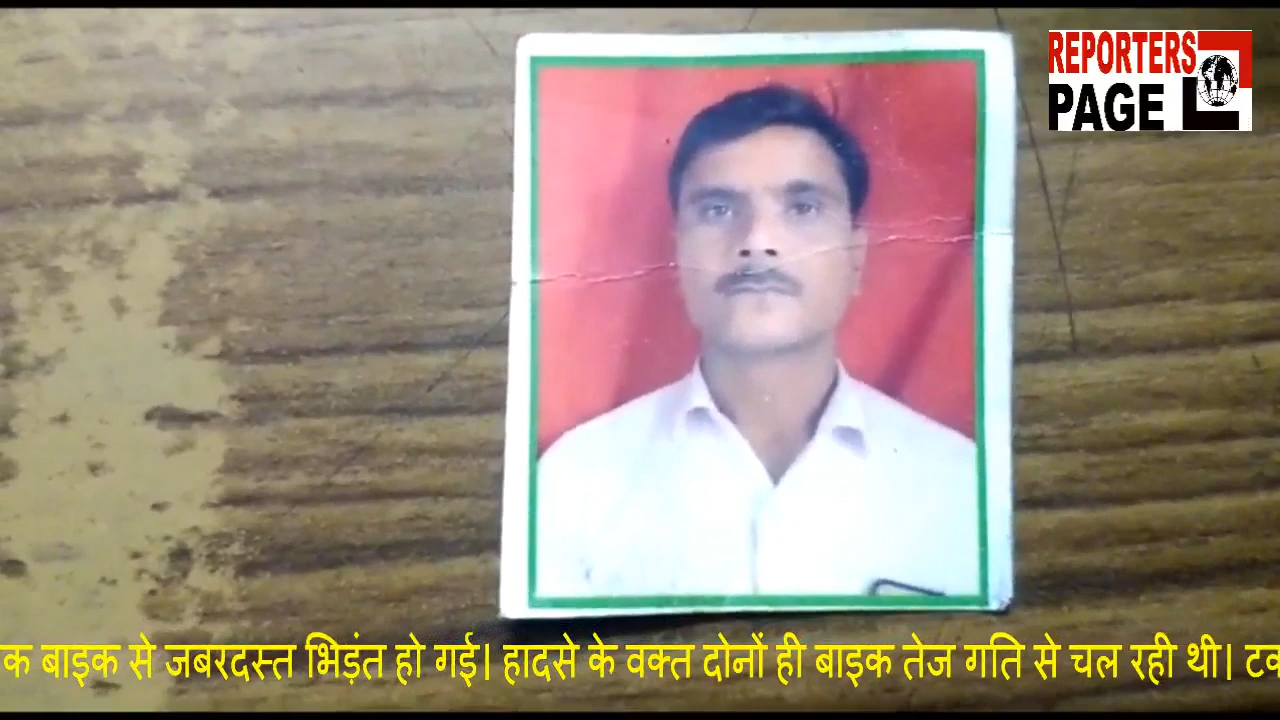 REPORTERS
PAGE
क बाइक से जबरदस्त भिड़ंत हो गई। हादसे के वक्त दोनों ही बाइक तेज गति से चल रही थी।